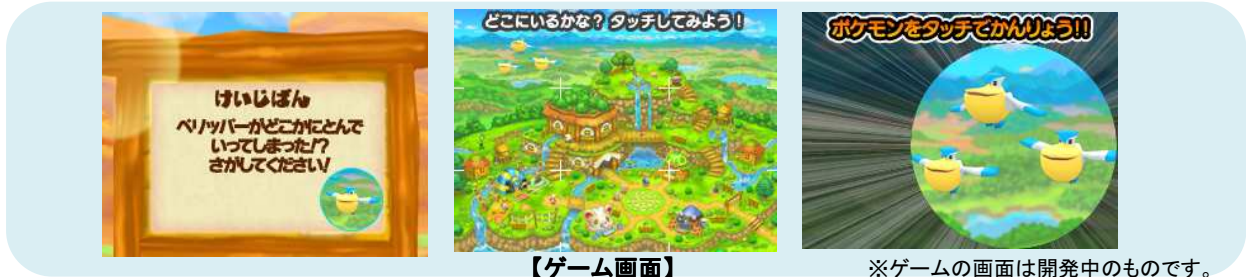 けいじばん
ペリッパーがどこかにとんで
いってしまった!?
さがしてください!
どこにいるかな? タッチしてみよう!
ポケモンをタッチでかんりょう!!
【ゲーム画面】
※ゲームの画面は開発中のものです。